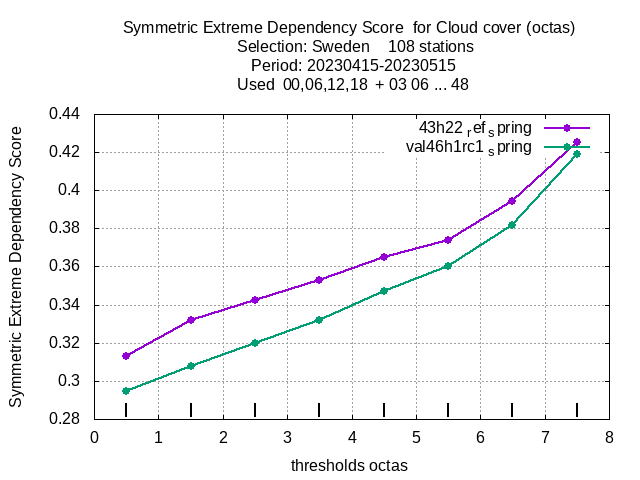 Symmetric Extreme Dependency Score for Cloud cover (octas)
Selection: Sweden 108 stations
Period: 20230415-20230515
Used 00,06,12,18 + 03 06 ... 48
Symmetric Extreme Dependency Score
0.44
0.42
0.4
0.38
0.36
0.34
0.32
0.3
0.28
43h22 ref spring
val46h1rc1 spring
0 1 2 3 4 5 6 7 8
thresholds octas